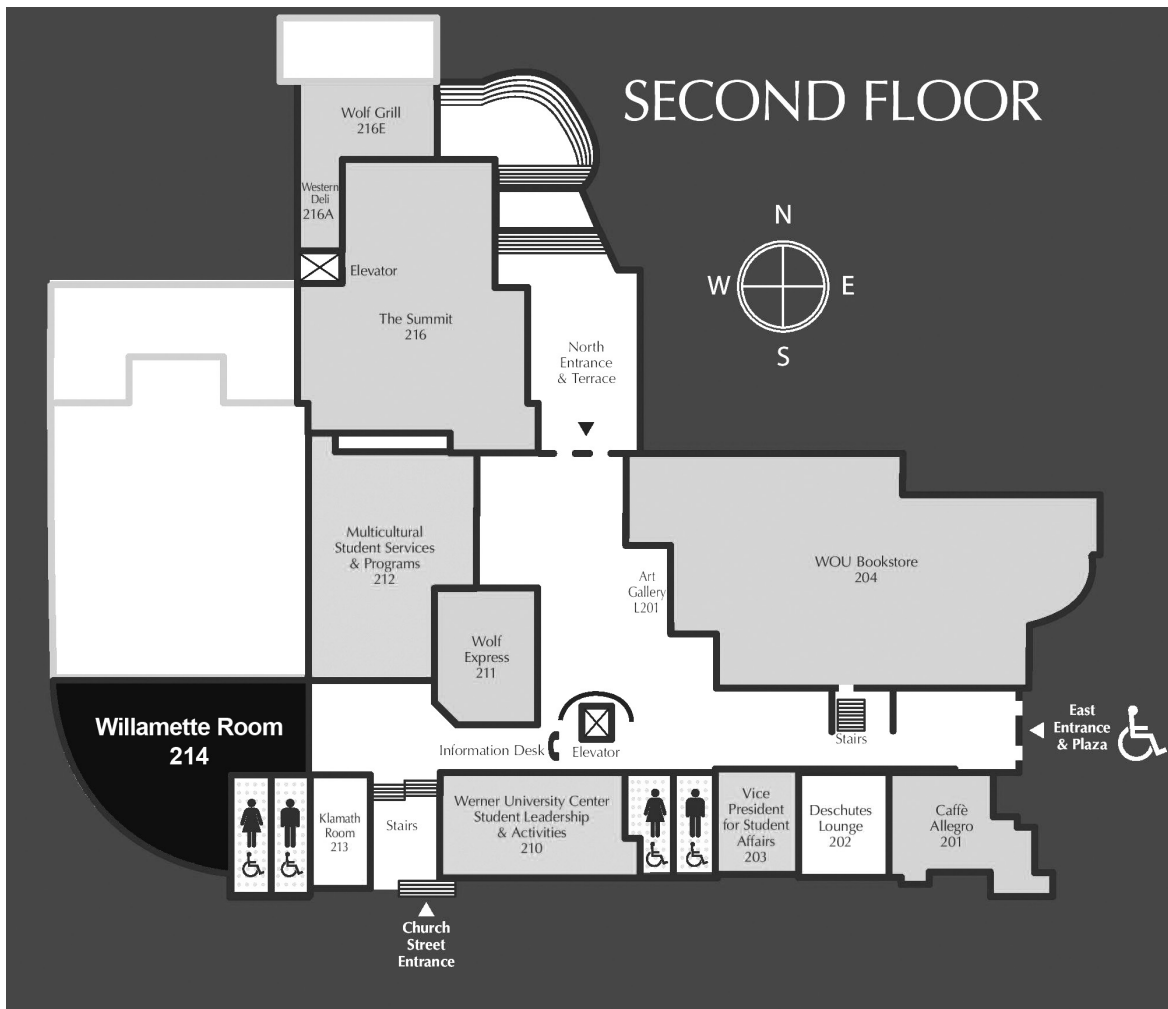 SECOND FLOOR
Wolf Grill
216E
Western
Deli
216A
Elevator
The Summit
216
N
W
E
S
North
Entrance
& Terrace
Multicultural
Student Services
& Programs
212
Art
Gallery
L201
WOU Bookstore
204
Wolf
Express
211
Willamette Room
214
Information Desk
Elevator
Stairs
East
Entrance
& Plaza
Klamath
Room
213
Stairs
Werner University Center
Student Leadership
& Activities
210
Vice
President
for Student
Affairs
203
Deschutes
Lounge
202
Caffè
Allegro
201
Church
Street
Entrance